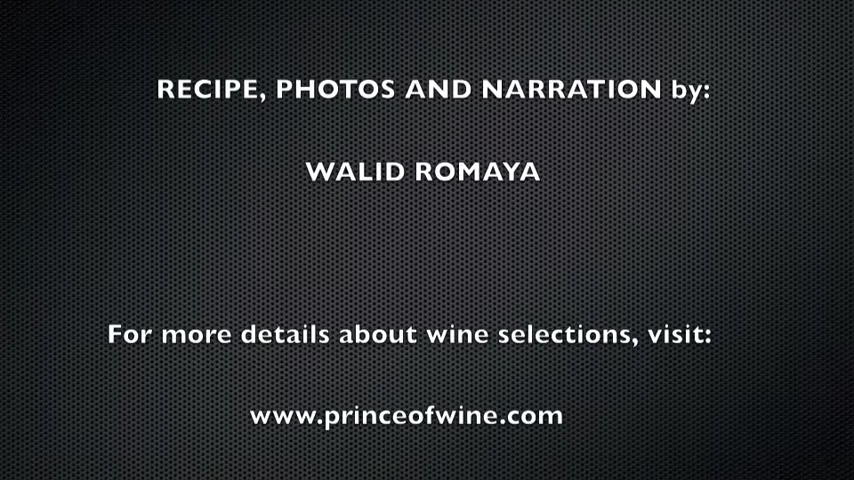 RECIPE, PHOTOS AND NARRATION by:
WALID ROMAYA
For more details about wine selections, visit:
www.princeofwine.com